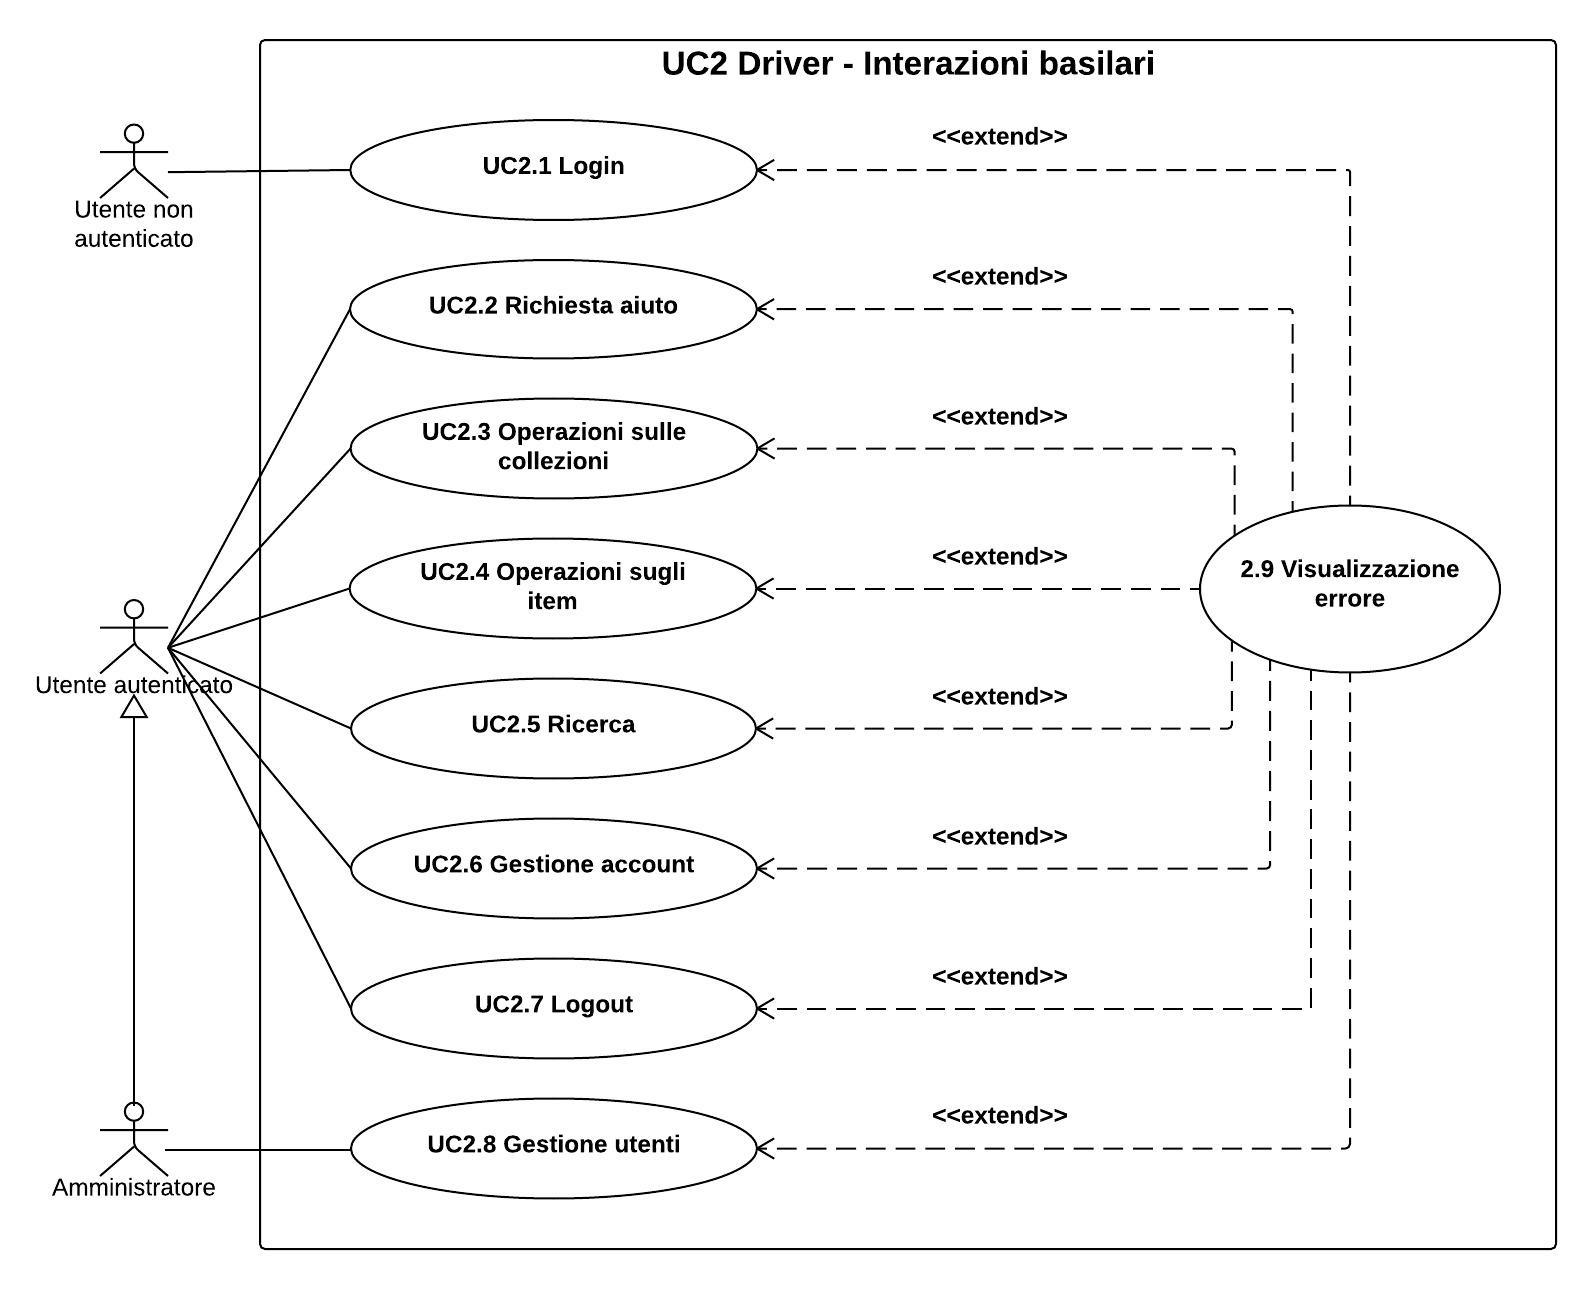 UC2 Driver - Interazioni basilari
<<extend>>
UC2.1 Login
Utente non
autenticato
<<extend>>
UC2.2 Richiesta aiuto
<<extend>>
UC2.3 Operazioni sulle
collezioni
<<extend>>
UC2.4 Operazioni sugli
item
2.9 Visualizzazione
errore
Utente autenticato
<<extend>>
UC2.5 Ricerca
<<extend>>
UC2.6 Gestione account
<<extend>>
UC2.7 Logout
<<extend>>
UC2.8 Gestione utenti
Amministratore